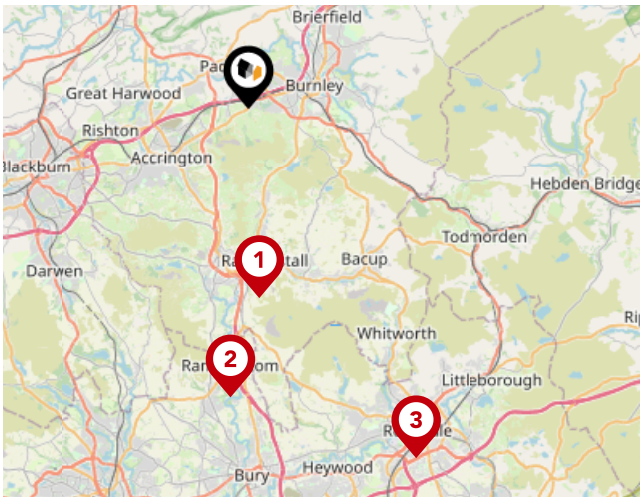 Brierfield
Burnley
Great Harwood
Rishton
Accrington
Blackburn
Hebden Bridge
Todmorden
1
Bacup
Darwen
Whitworth
2
Littleborough
3
Heywood
Bury